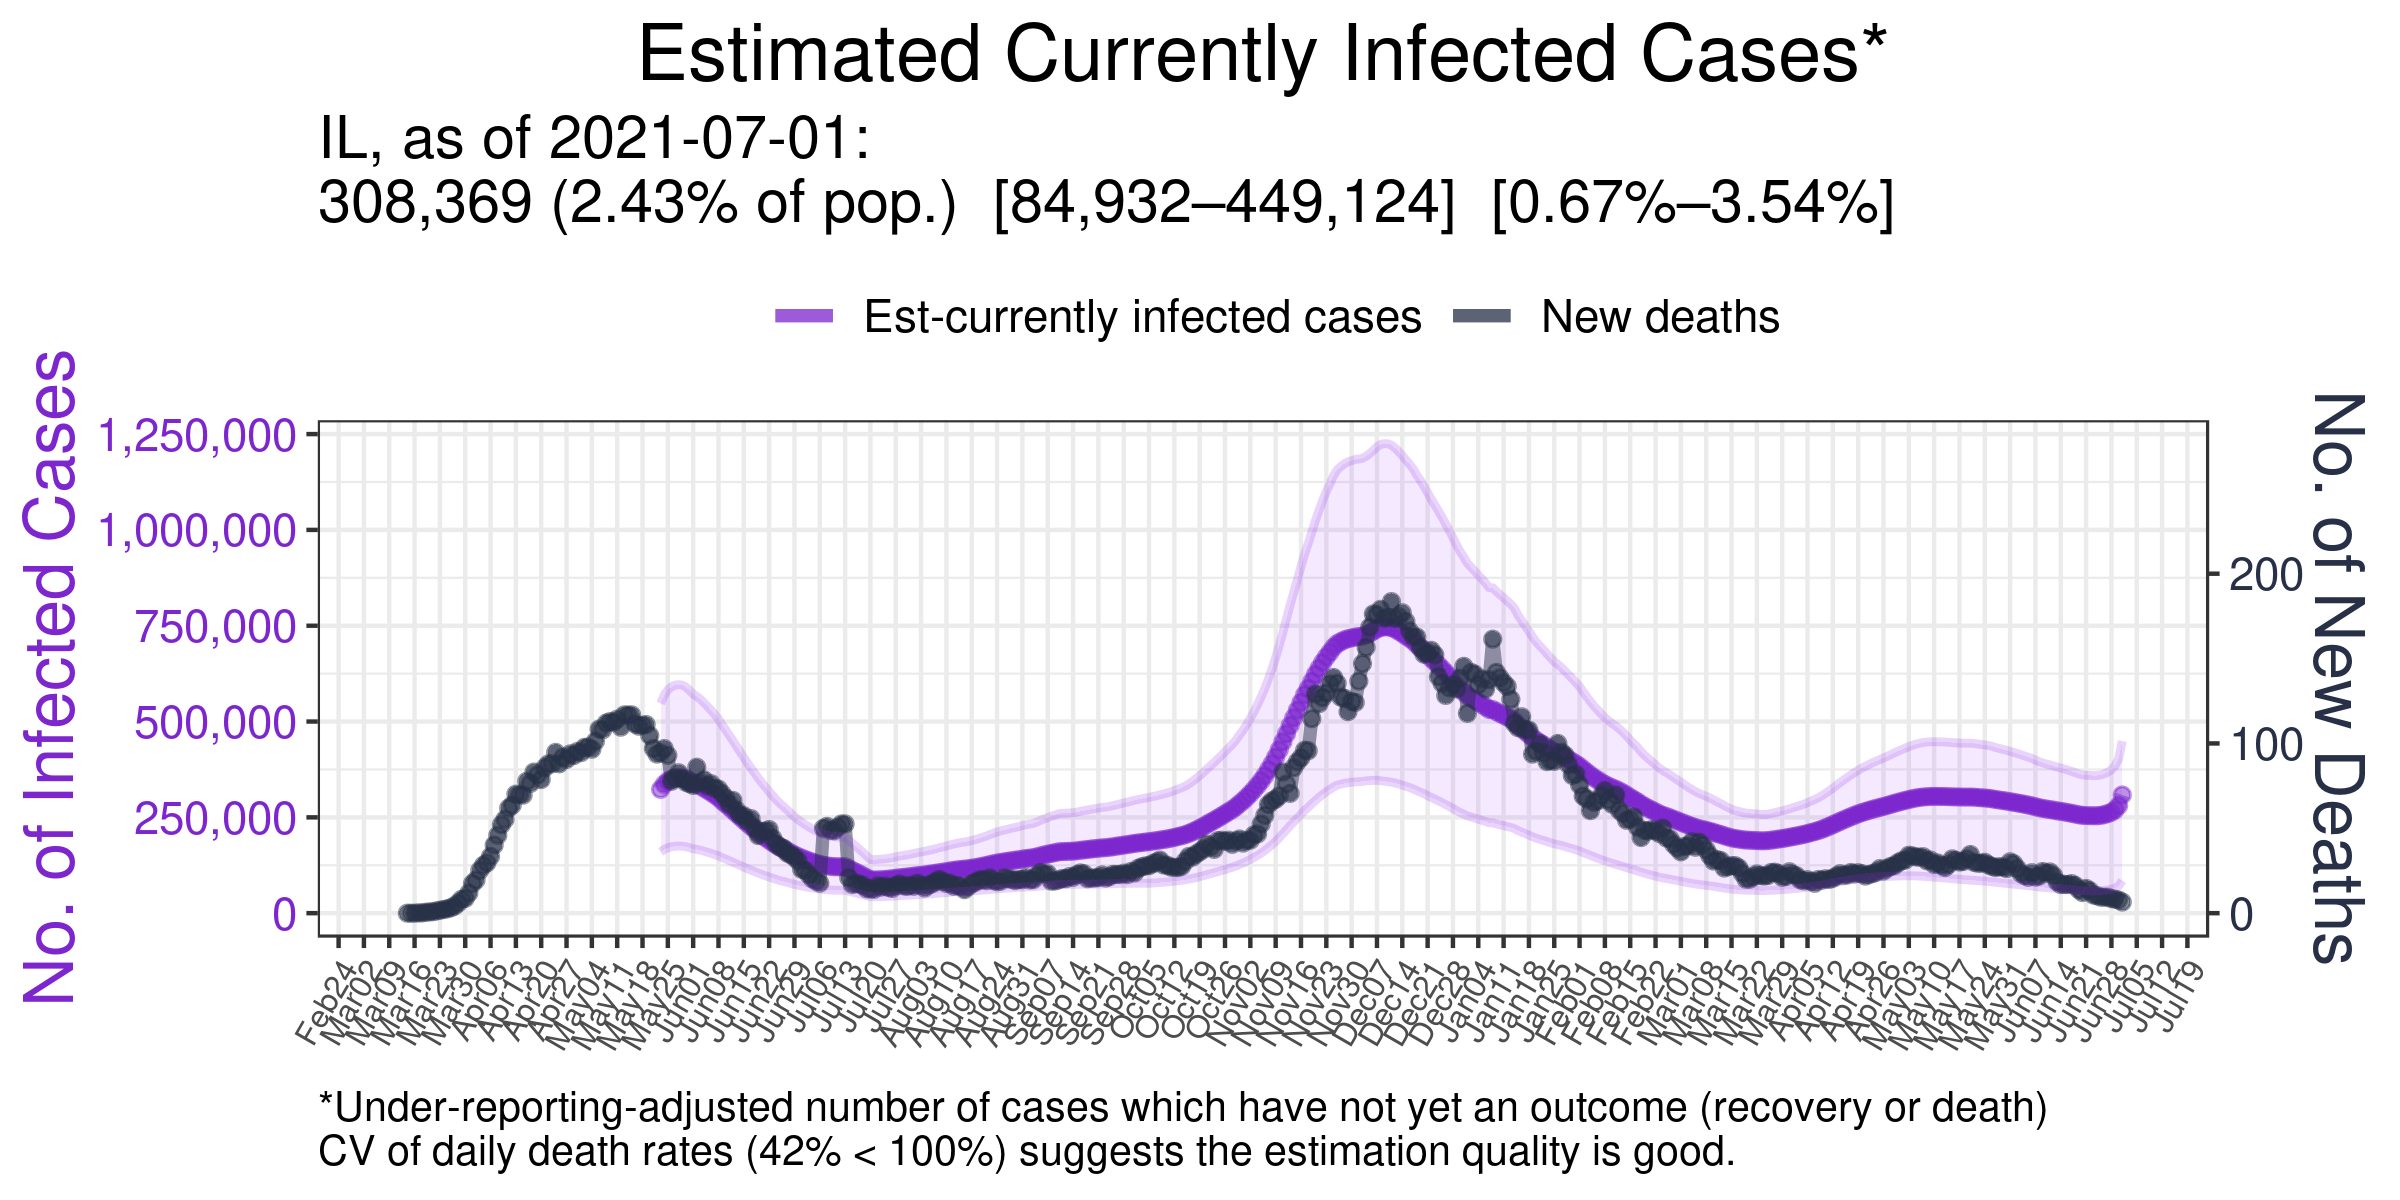 Estimated Currently Infected Cases*
IL, as of 2021-07-01:
308,369 (2.43% of pop.)  [84,932–449,124]  [0.67%–3.54%]
Est-currently infected cases
New deaths
No. of Infected Cases
1,250,000
1,000,000
750,000
500,000
250,000
0
No. of New Deaths
200
100
0
Feb24
Mar02
Mar09
Mar16
Mar23
Mar30
Apr06
Apr13
Apr20
Apr27
May04
May11
May18
May25
Jun01
Jun08
Jun15
Jun22
Jun29
Jul06
Jul13
Jul20
Jul27
Aug03
Aug10
Aug17
Aug24
Aug31
Sep07
Sep14
Sep21
Sep28
Oct05
Oct12
Oct19
Oct26
Nov02
Nov09
Nov16
Nov23
Nov30
Dec07
Dec14
Dec21
Dec28
Jan04
Jan11
Jan18
Jan25
Feb01
Feb08
Feb15
Feb22
Mar01
Mar08
Mar15
Mar22
Mar29
Apr05
Apr12
Apr19
Apr26
May03
May10
May17
May24
May31
Jun07
Jun14
Jun21
Jun28
Jul05
Jul12
Jul19
*Under-reporting-adjusted number of cases which have not yet an outcome (recovery or death)
CV of daily death rates (42% < 100%) suggests the estimation quality is good.